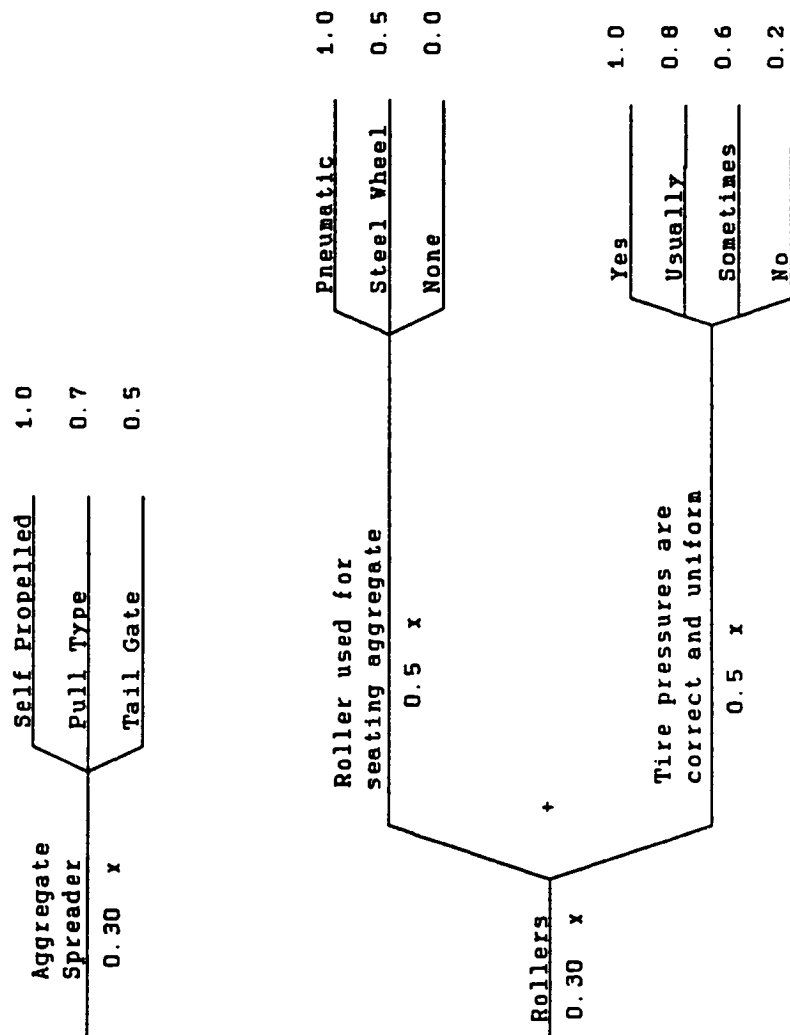 Aggregate
Spreader
0.30 x
Self Propelled 1.0
Pull Type 0.7
Tail Gate 0.5
Rollers
0.30 x
Roller used for
seating aggregate
0.5 x
Pneumatic 1.0
Steel Wheel 0.5
None 0.0
+
Tire pressures are
correct and uniform
0.5 x
Yes 1.0
Usually 0.8
Sometimes 0.6
No 0.2